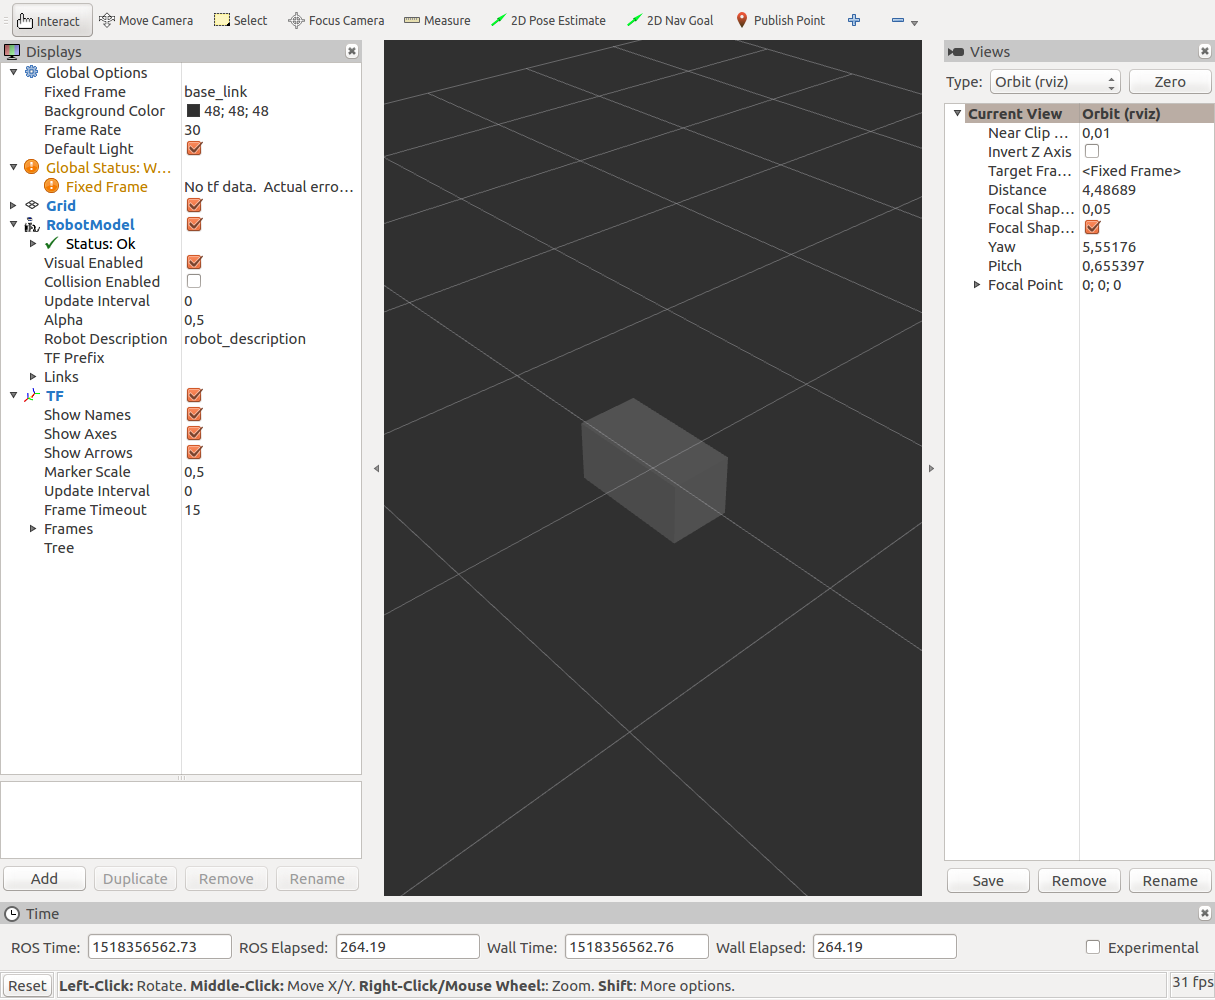 Interact Move Camera Select Focus Camera Measure 2D Pose Estimate 2D Nav Goal Publish Point
Displays
Global Options
Fixed Frame base_link
Background Color 48; 48; 48
Frame Rate 30
Default Light
Global Status: W...
Fixed Frame No tf data. Actual erro...
Grid
RobotModel
Status: Ok
Visual Enabled
Collision Enabled
Update Interval 0
Alpha 0,5
Robot Description robot_description
TF Prefix
Links
TF
Show Names
Show Axes
Show Arrows
Marker Scale 0,5
Update Interval 0
Frame Timeout 15
Frames
Tree
Add Duplicate Remove Rename
Views
Type: Orbit (rviz) Zero
Current View Orbit (rviz)
Near Clip ... 0,01
Invert Z Axis
Target Fra... <Fixed Frame>
Distance 4,48689
Focal Shap... 0,05
Focal Shap...
Yaw 5,55176
Pitch 0,655397
Focal Point 0; 0; 0
Save Remove Rename
Time
ROS Time: 1518356562.73 ROS Elapsed: 264.19 Wall Time: 1518356562.76 Wall Elapsed: 264.19 Experimental
Reset Left-Click: Rotate. Middle-Click: Move X/Y. Right-Click/Mouse Wheel:: Zoom. Shift: More options. 31 fps